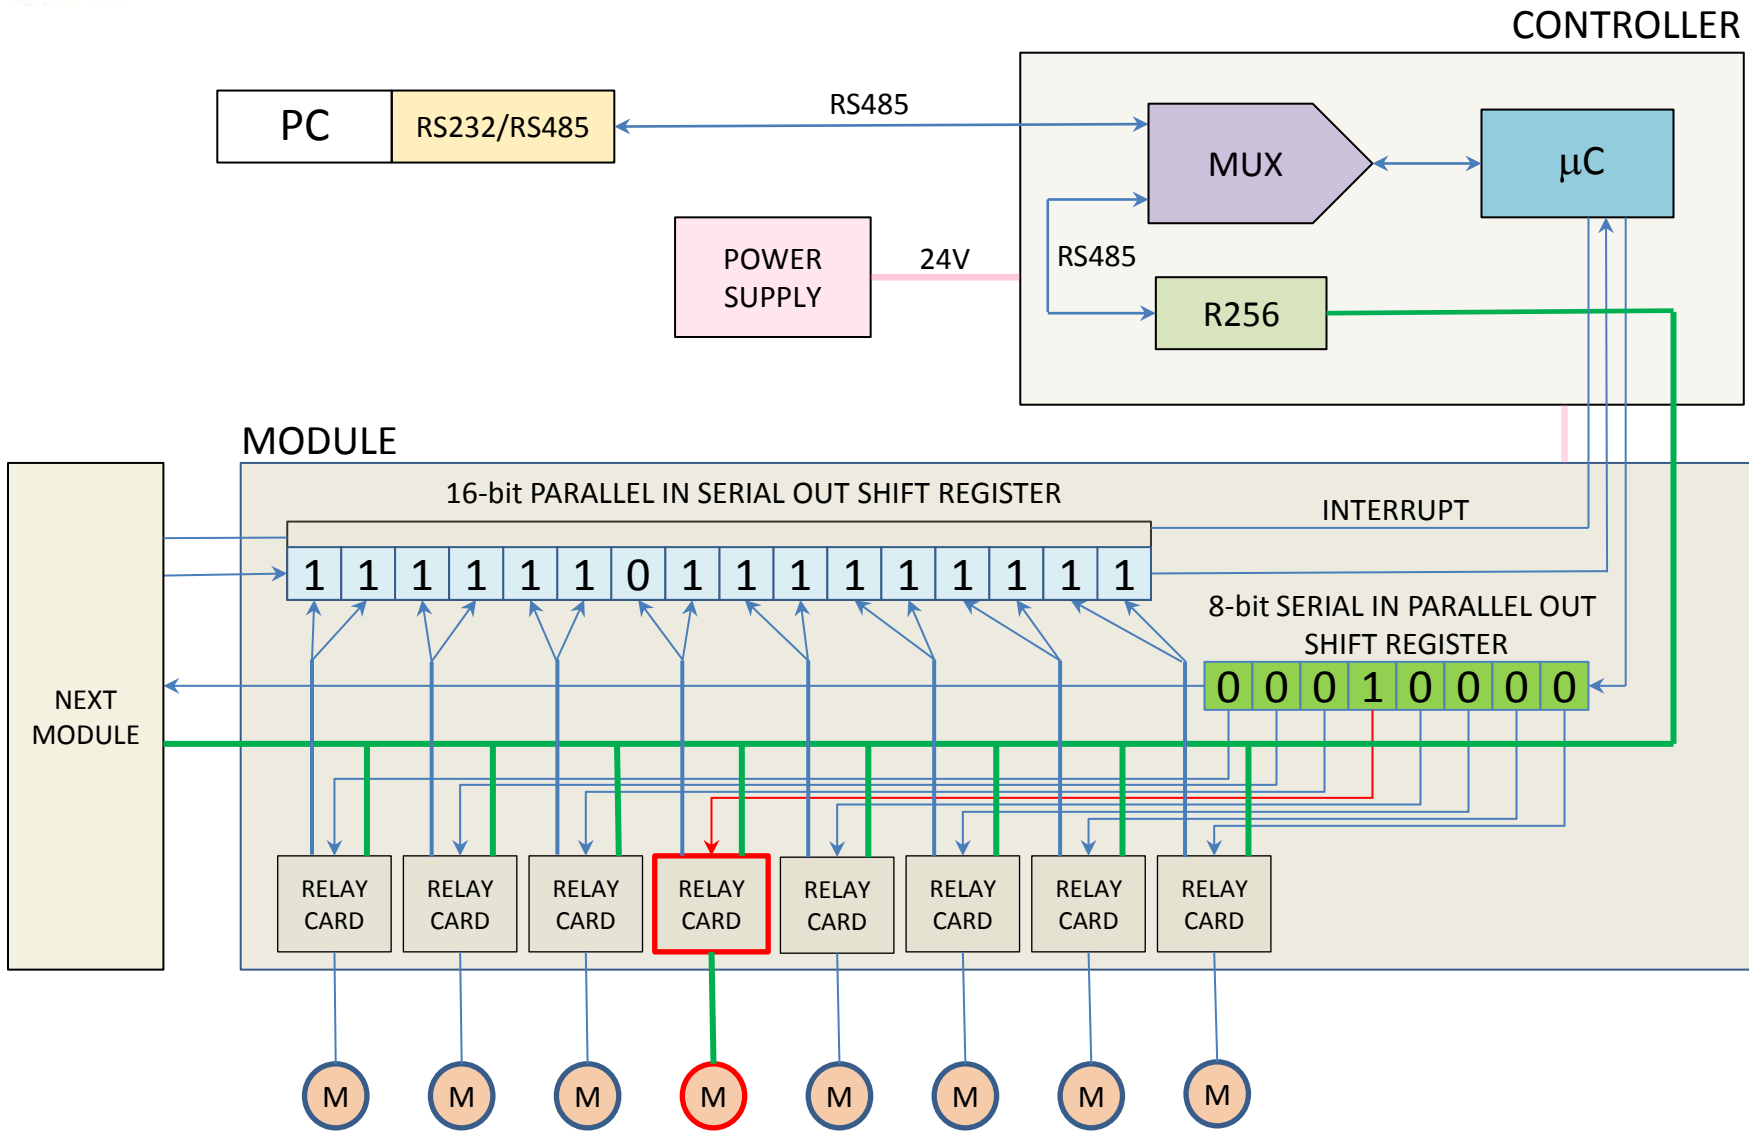 CONTROLLER
PC
RS232/RS485
RS485
MUX
μC
POWER
SUPPLY
24V
RS485
R256
MODULE
16-bit PARALLEL IN SERIAL OUT SHIFT REGISTER
INTERRUPT
1 1 1 1 1 1 0 1 1 1 1 1 1 1 1 1
8-bit SERIAL IN PARALLEL OUT
SHIFT REGISTER
0 0 0 1 0 0 0 0
NEXT
MODULE
RELAY
CARD
RELAY
CARD
RELAY
CARD
RELAY
CARD
RELAY
CARD
RELAY
CARD
RELAY
CARD
RELAY
CARD
M
M
M
M
M
M
M
M